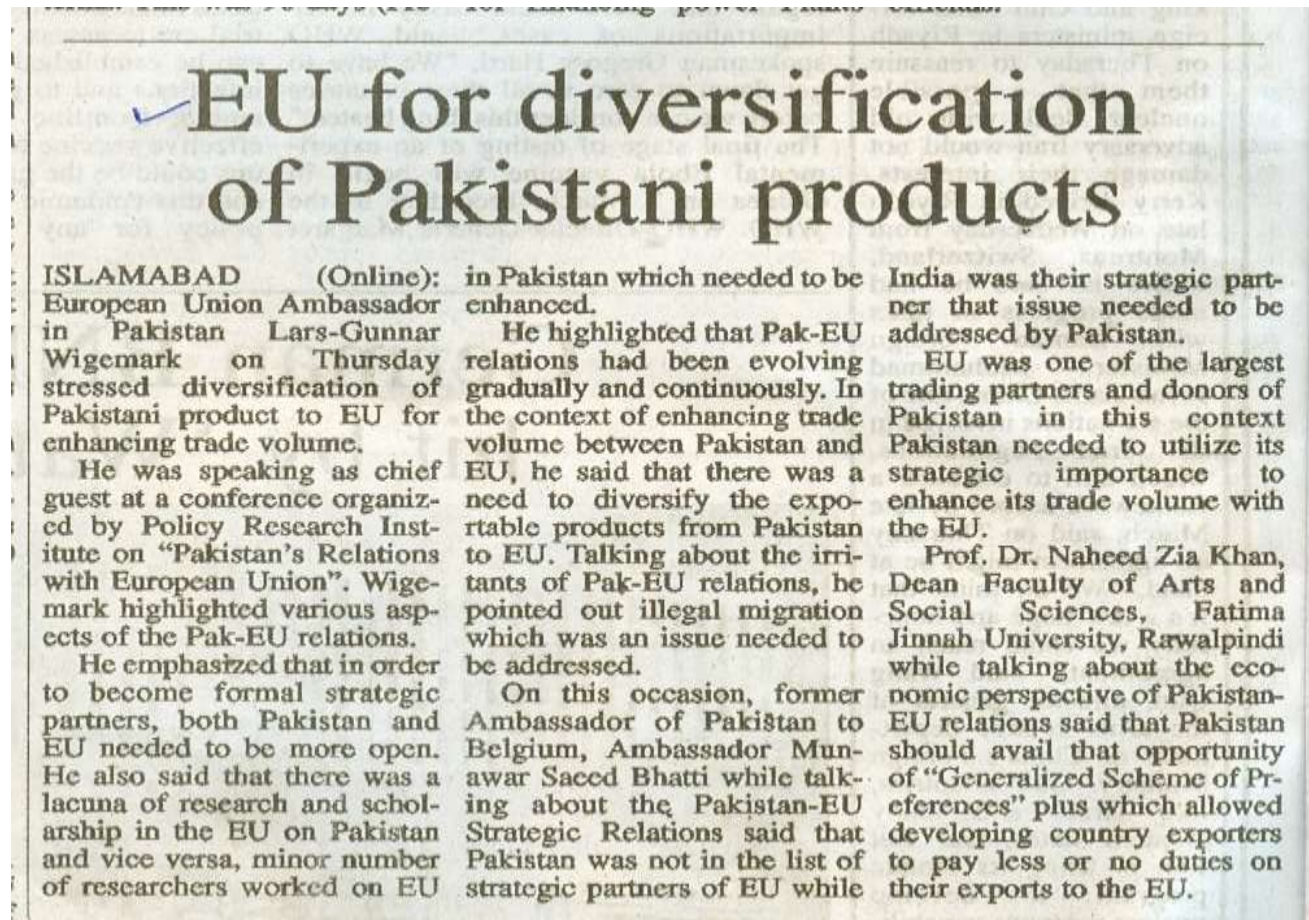 EU for diversification
of Pakistani products
ISLAMABAD (Online):
European Union Ambassador
in Pakistan Lars-Gunnar
Wigemark on Thursday
stressed diversification of
Pakistani product to EU for
enhancing trade volume.
He was speaking as chief
guest at a conference organiz-
ed by Policy Research Inst-
itute on “Pakistan’s Relations
with European Union”. Wige-
mark highlighted various asp-
ects of the Pak-EU relations.
He emphasized that in order
to become formal strategic
partners, both Pakistan and
EU needed to be more open.
He also said that there was a
lacuna of research and schol-
arship in the EU on Pakistan
and vice versa, minor number
of researchers worked on EU
in Pakistan which needed to be
enhanced.
He highlighted that Pak-EU
relations had been evolving
gradually and continuously. In
the context of enhancing trade
volume between Pakistan and
EU, he said that there was a
need to diversify the expo-
rtable products from Pakistan
to EU. Talking about the irri-
tants of Pak-EU relations, he
pointed out illegal migration
which was an issue needed to
be addressed.
On this occasion, former
Ambassador of Pakistan to
Belgium, Ambassador Mun-
awar Saeed Bhatti while talk-
ing about the Pakistan-EU
Strategic Relations said that
Pakistan was not in the list of
strategic partners of EU while
India was their strategic part-
ner that issue needed to be
addressed by Pakistan.
EU was one of the largest
trading partners and donors of
Pakistan in this context
Pakistan needed to utilize its
strategic importance to
enhance its trade volume with
the EU.
Prof. Dr. Naheed Zia Khan,
Dean Faculty of Arts and
Social Sciences, Fatima
Jinnah University, Rawalpindi
while talking about the eco-
nomic perspective of Pakistan-
EU relations said that Pakistan
should avail that opportunity
of “Generalized Scheme of Pr-
eferences” plus which allowed
developing country exporters
to pay less or no duties on
their exports to the EU.